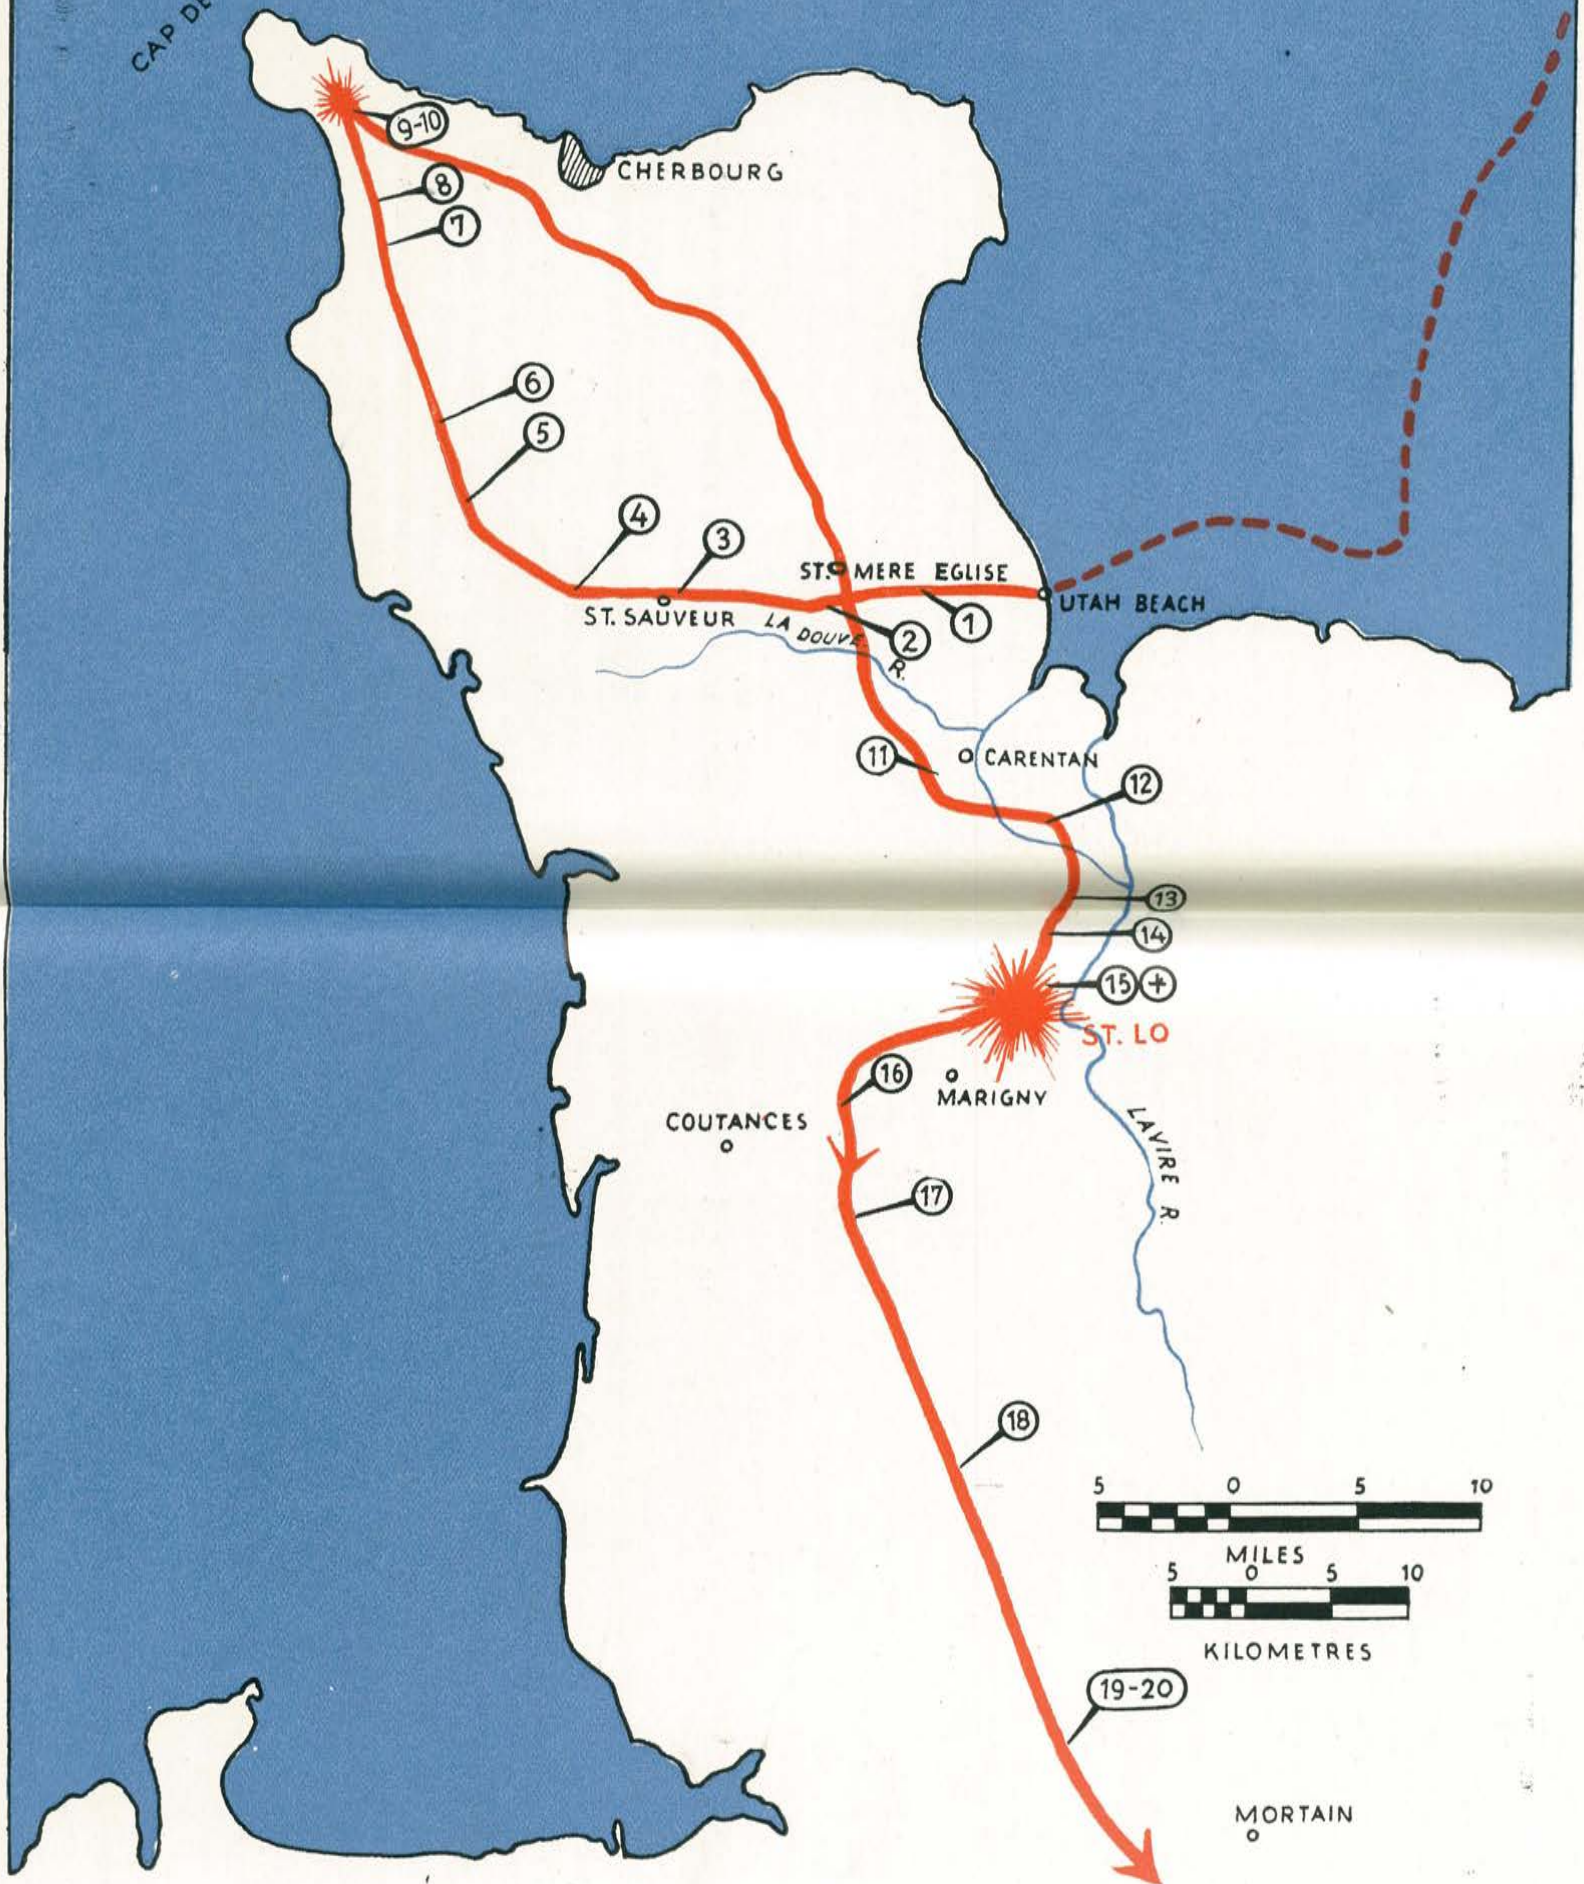 CAP DE
9-10
CHERBOURG
8
7
6
5
4
3
ST. MERE EGLISE
UTAH BEACH
ST. SAUVEUR
LA DOUVE R.
2
1
11
CARENTAN
12
13
14
15 +
ST. LO
16
MARIGNY
COUTANCES
LAVIRE R.
17
18
5 0 5 10
MILES
5 0 5 10
KILOMETRES
19-20
MORTAIN